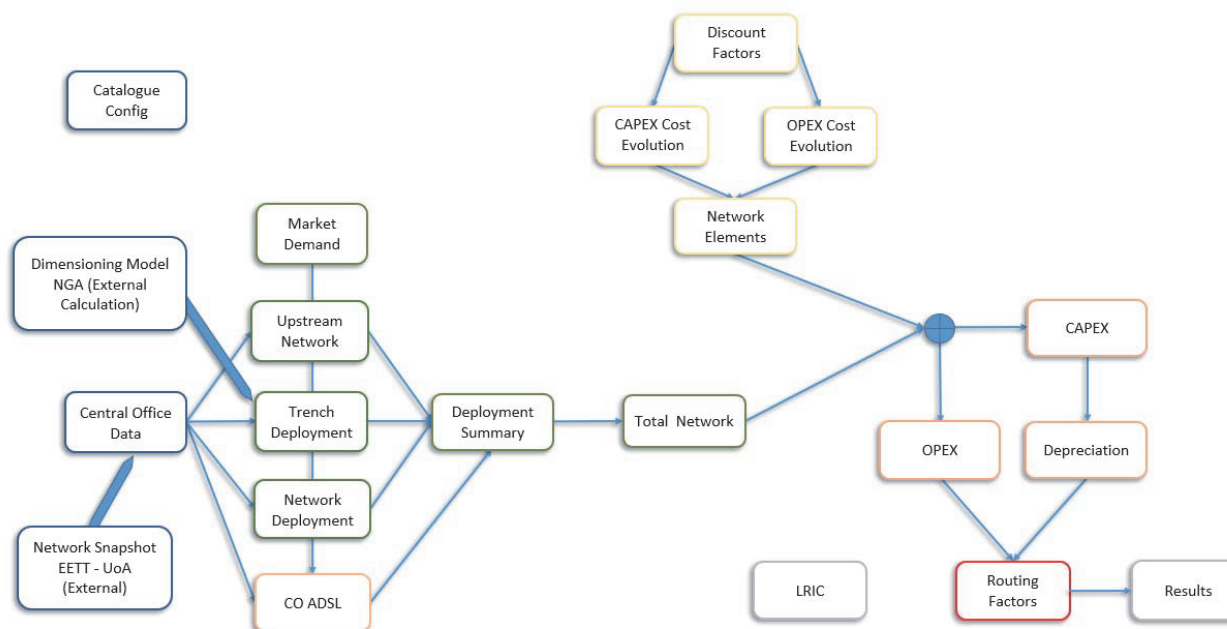 Discount
Factors
Catalogue
Config
CAPEX Cost
Evolution
OPEX Cost
Evolution
Market
Demand
Network
Elements
Dimensioning Model
NGA (External
Calculation)
Upstream
Network
CAPEX
Central Office
Data
Trench
Deployment
Deployment
Summary
Total Network
OPEX
Depreciation
Network
Deployment
Network Snapshot
EETT - UoA
(External)
CO ADSL
LRIC
Routing
Factors
Results